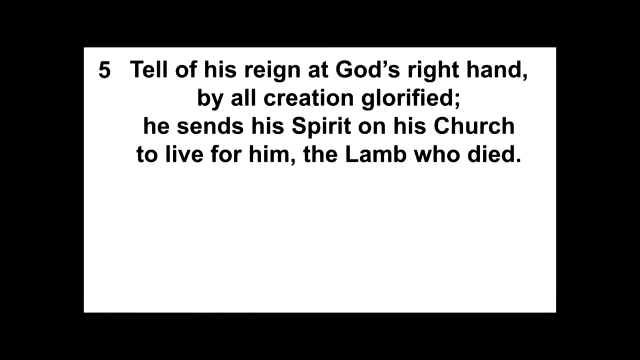 5 Tell of his reign at God’s right hand,
by all creation glorified;
he sends his Spirit on his Church
to live for him, the Lamb who died.